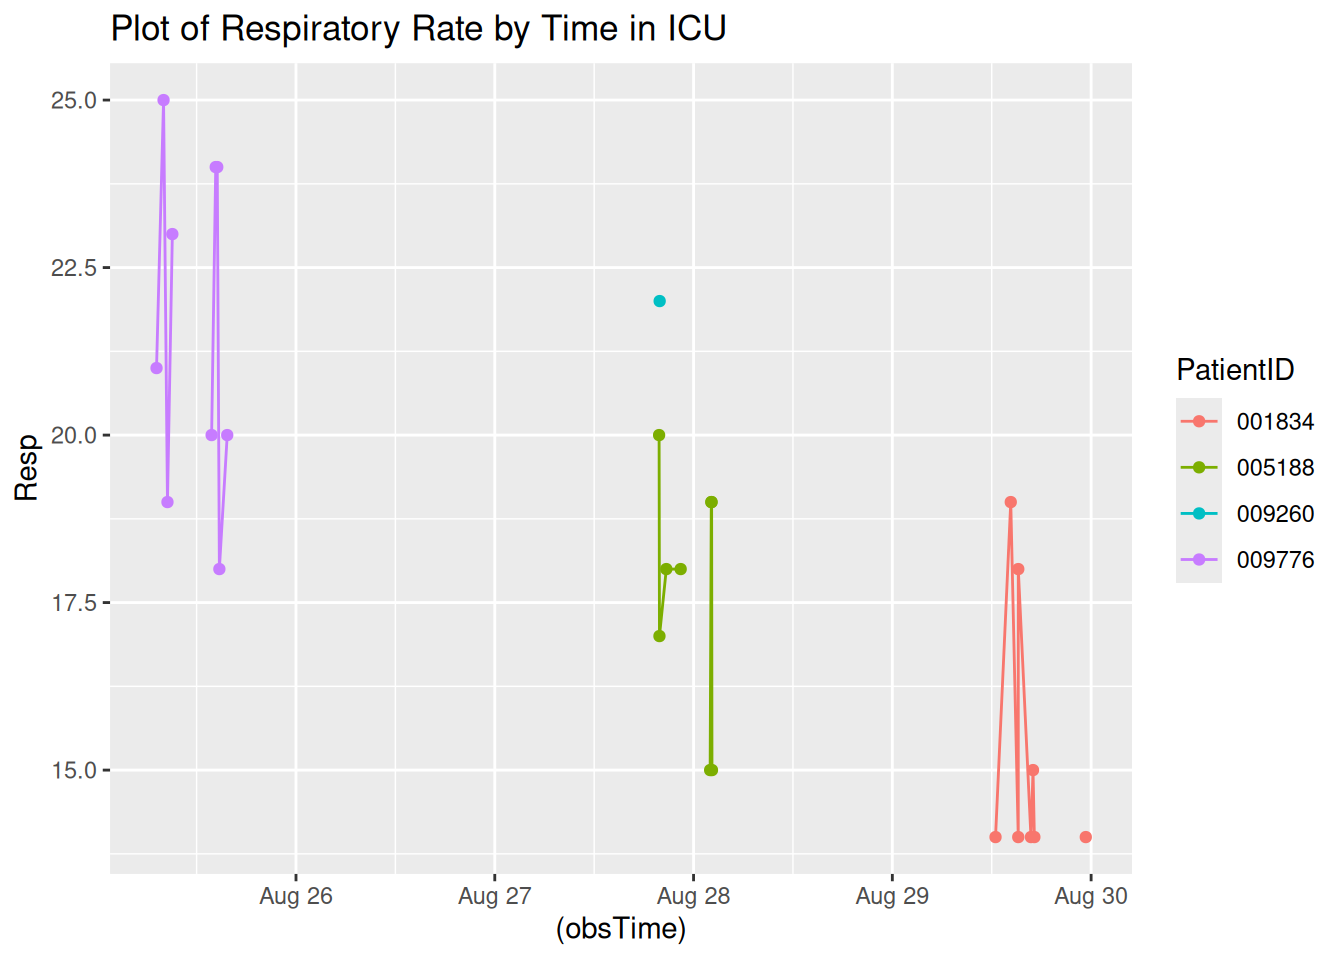 Plot of Respiratory Rate by Time in ICU
25.0
22.5
20.0
17.5
15.0
Resp
Aug 26
Aug 27
Aug 28
Aug 29
Aug 30
(obsTime)
PatientID
001834
005188
009260
009776